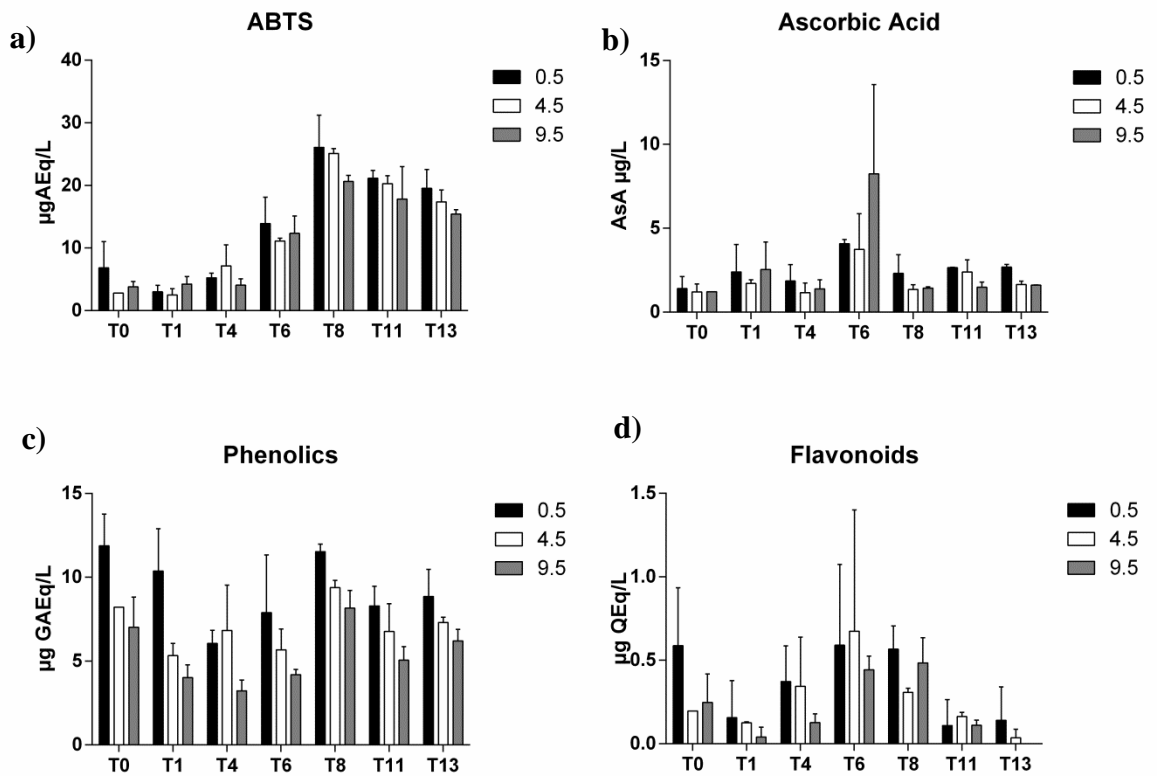 a)
ABTS
40
30
20
10
0
µgAEq/L
T0 T1 T4 T6 T8 T11 T13
0.5
4.5
9.5
b)
Ascorbic Acid
15
10
5
0
AsA µg/L
T0 T1 T4 T6 T8 T11 T13
0.5
4.5
9.5
c)
Phenolics
15
10
5
0
µg GAEq/L
T0 T1 T4 T6 T8 T11 T13
0.5
4.5
9.5
d)
Flavonoids
1.5
1.0
0.5
0.0
µg QEq/L
T0 T1 T4 T6 T8 T11 T13
0.5
4.5
9.5